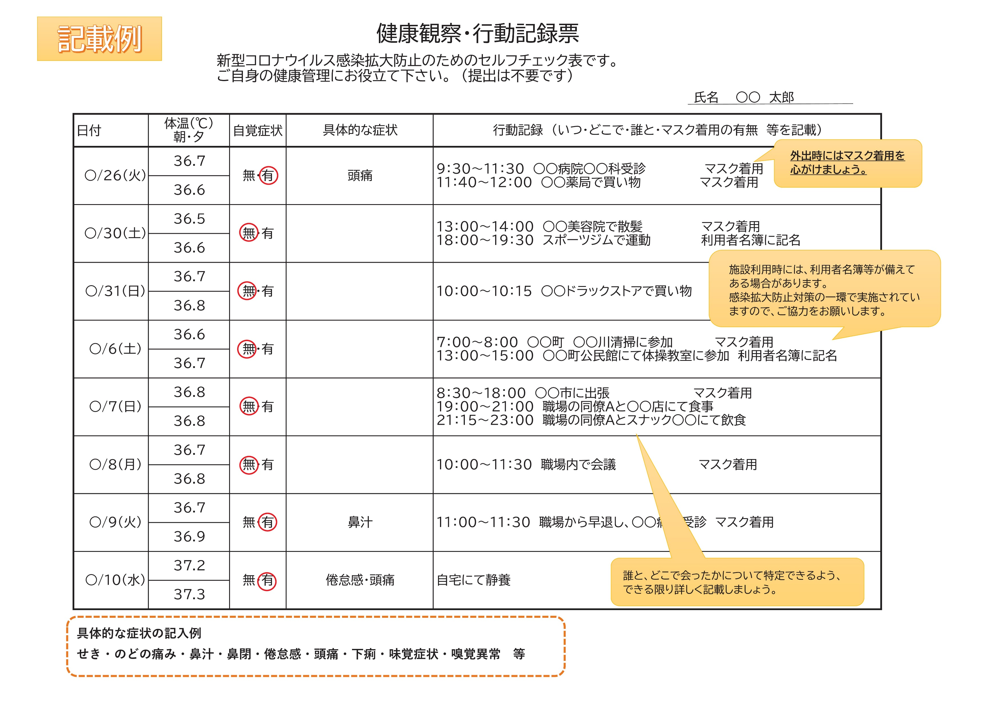 記載例
健康観察・行動記録票
新型コロナウイルス感染拡大防止のためのセルフチェック表です。
ご自身の健康管理にお役立て下さい。（提出は不要です）
氏名　〇〇 太郎
日付
体温（℃）
朝・夕
自覚症状
具体的な症状
行動記録（いつ・どこで・誰と・マスク着用の有無 等を記載）
外出時にはマスク着用を
心がけましょう。
〇/26（火）
36.7
36.6
無・有
頭痛
9：30～11：30 〇〇病院〇〇科受診　マスク着用
11：40～12：00 〇〇薬局で買い物　マスク着用
〇/30（土）
36.5
36.6
無・有
13：00～14：00 〇〇美容院で散髪　マスク着用
18：00～19：30 スポーツジムで運動　利用者名簿に記名
〇/31（日）
36.7
36.8
無・有
10：00～10：15 〇〇ドラックストアで買い物
施設利用時には、利用者名簿等が備えて
ある場合があります。
感染拡大防止対策の一環で実施されてい
ますので、ご協力をお願いします。
〇/6（土）
36.6
36.7
無・有
7：00～8：00 〇〇町 〇〇川清掃に参加　マスク着用
13：00～15：00 〇〇町公民館にて体操教室に参加 利用者名簿に記名
〇/7（日）
36.8
36.8
無・有
8：30～18：00 〇〇市に出張　マスク着用
19：00～21：00 職場の同僚Aと〇〇店にて食事
21：15～23：00 職場の同僚Aとスナック〇〇にて飲食
〇/8（月）
36.7
36.8
無・有
10：00～11：30 職場内で会議　マスク着用
〇/9（火）
36.7
36.9
無・有
鼻汁
11：00～11：30 職場から早退し、〇〇 受診 マスク着用
〇/10（水）
37.2
37.3
無・有
倦怠感・頭痛
自宅にて静養
誰と、どこで会ったかについて特定できるよう、
できる限り詳しく記載しましょう。
具体的な症状の記入例
せき・のどの痛み・鼻汁・鼻閉・倦怠感・頭痛・下痢・味覚症状・嗅覚異常　等